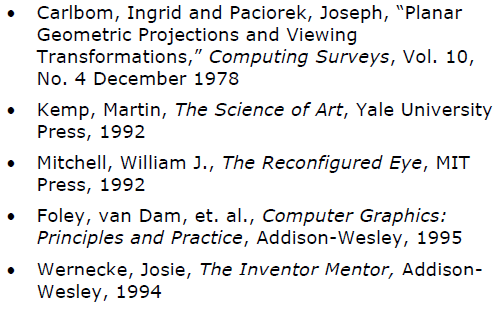 • Carlbom, Ingrid and Paciorek, Joseph, “Planar
Geometric Projections and Viewing
Transformations,” Computing Surveys, Vol. 10,
No. 4 December 1978
• Kemp, Martin, The Science of Art, Yale University
Press, 1992
• Mitchell, William J., The Reconfigured Eye, MIT
Press, 1992
• Foley, van Dam, et. al., Computer Graphics:
Principles and Practice, Addison-Wesley, 1995
• Wernecke, Josie, The Inventor Mentor, Addison-
Wesley, 1994